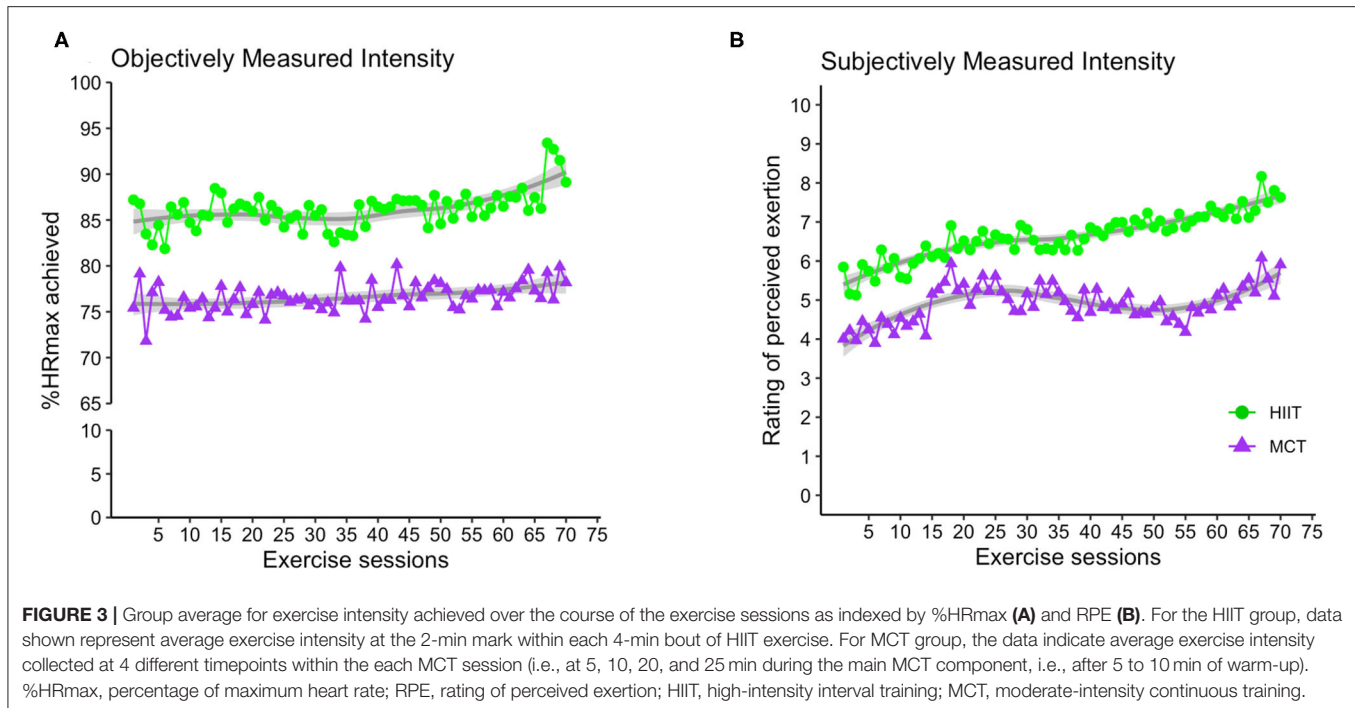 A
Objectively Measured Intensity
100
95
90
85
80
75
70
65
10
5
0
%HRmax achieved
5 10 15 20 25 30 35 40 45 50 55 60 65 70 75
Exercise sessions
B
Subjectively Measured Intensity
10
9
8
7
6
5
4
3
2
1
0
Rating of perceived exertion
HIIT
MCT
5 10 15 20 25 30 35 40 45 50 55 60 65 70 75
Exercise sessions
FIGURE 3 | Group average for exercise intensity achieved over the course of the exercise sessions as indexed by %HRmax (A) and RPE (B). For the HIIT group, data
shown represent average exercise intensity at the 2-min mark within each 4-min bout of HIIT exercise. For MCT group, the data indicate average exercise intensity
collected at 4 different timepoints within the each MCT session (i.e., at 5, 10, 20, and 25 min during the main MCT component, i.e., after 5 to 10 min of warm-up).
%HRmax, percentage of maximum heart rate; RPE, rating of perceived exertion; HIIT, high-intensity interval training; MCT, moderate-intensity continuous training.